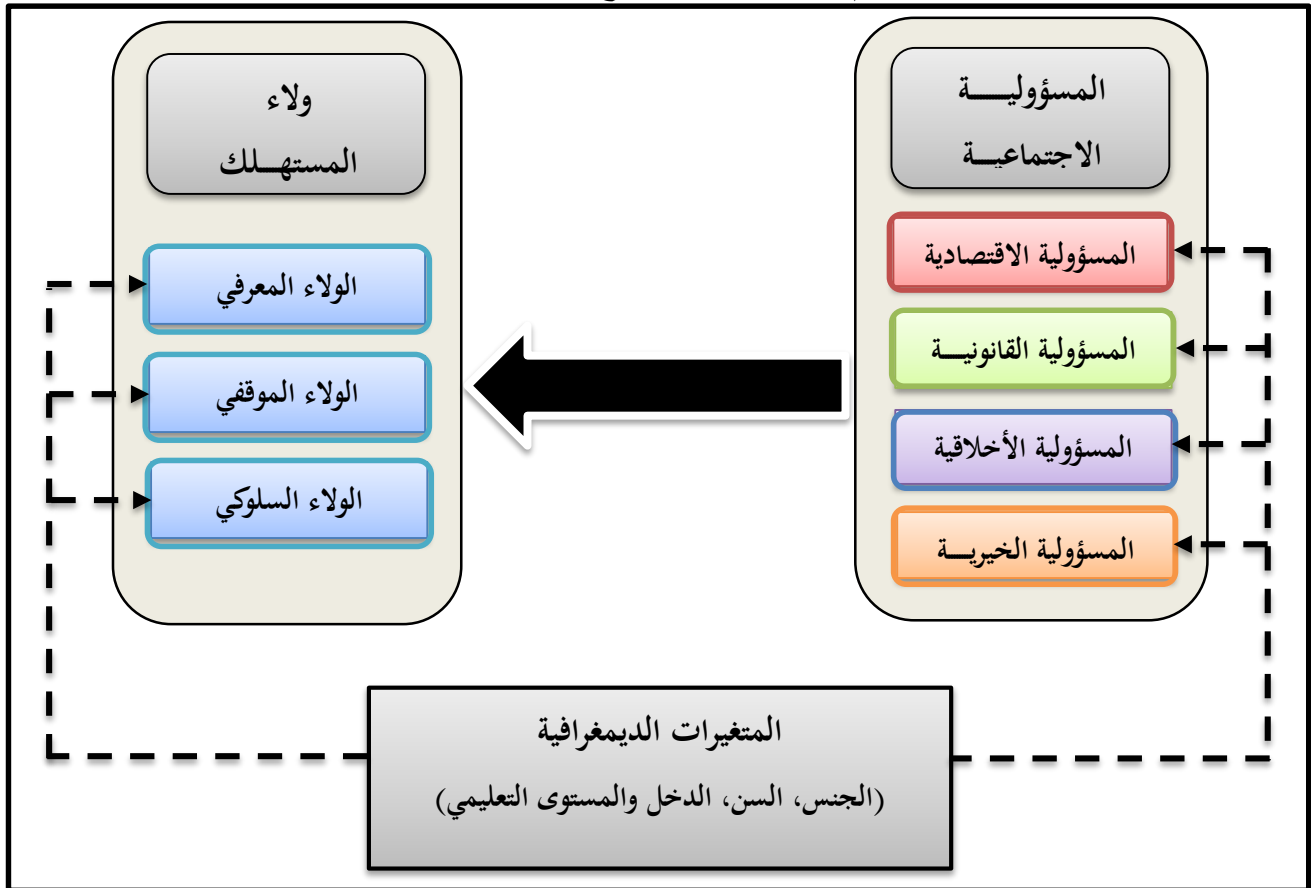 المسؤوليـــــة
الاجتماعيـــة
المسؤولية الاقتصادية
المسؤولية القانونيـــة
المسؤولية الأخلاقية
المسؤولية الخيريـــة
ولاء
المستهـــلك
الولاء المعرفي
الولاء الموقفي
الولاء السلوكي
المتغيرات الديمغرافية
(الجنس، السن، الدخل والمستوى التعليمي)